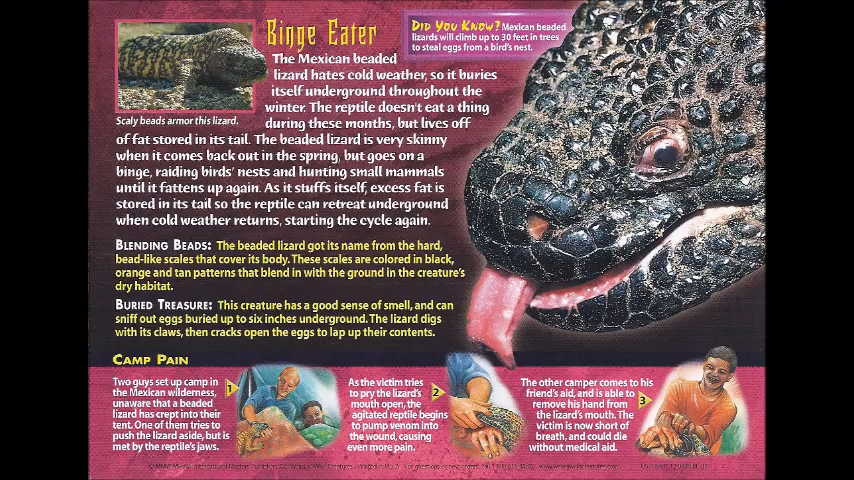 Binge Eater
DID YOU KNOW? Mexican beaded
lizards will climb up to 30 feet in trees
to steal eggs from a bird's nest.
The Mexican beaded
lizard hates cold weather, so it buries
itself underground throughout the
winter. The reptile doesn't eat a thing
during these months, but lives off
of fat stored in its tail. The beaded lizard is very skinny
when it comes back out in the spring, but goes on a
binge, raiding birds' nests and hunting small mammals
until it fattens up again. As it stuffs itself, excess fat is
stored in its tail so the reptile can retreat underground
when cold weather returns, starting the cycle again.
Scaly beads armor this lizard.
BLENDING BEADS: The beaded lizard got its name from the hard,
bead-like scales that cover its body. These scales are colored in black,
orange and tan patterns that blend in with the ground in the creature's
dry habitat.
BURIED TREASURE: This creature has a good sense of smell, and can
sniff out eggs buried up to six inches underground. The lizard digs
with its claws, then cracks open the eggs to lap up their contents.
CAMP PAIN
Two guys set up camp in
the Mexican wilderness,
unaware that a beaded
lizard has crept into their
tent. One of them tries to
push the lizard aside, but is
met by the reptile's jaws.
1
As the victim tries
to pry the lizard's
mouth open, the
agitated reptile begins
to pump venom into
the wound, causing
even more pain.
2
The other camper comes to his
friend's aid, and is able to
remove his hand from
the lizard's mouth. The
victim is now short of
breath, and could die
without medical aid.
3